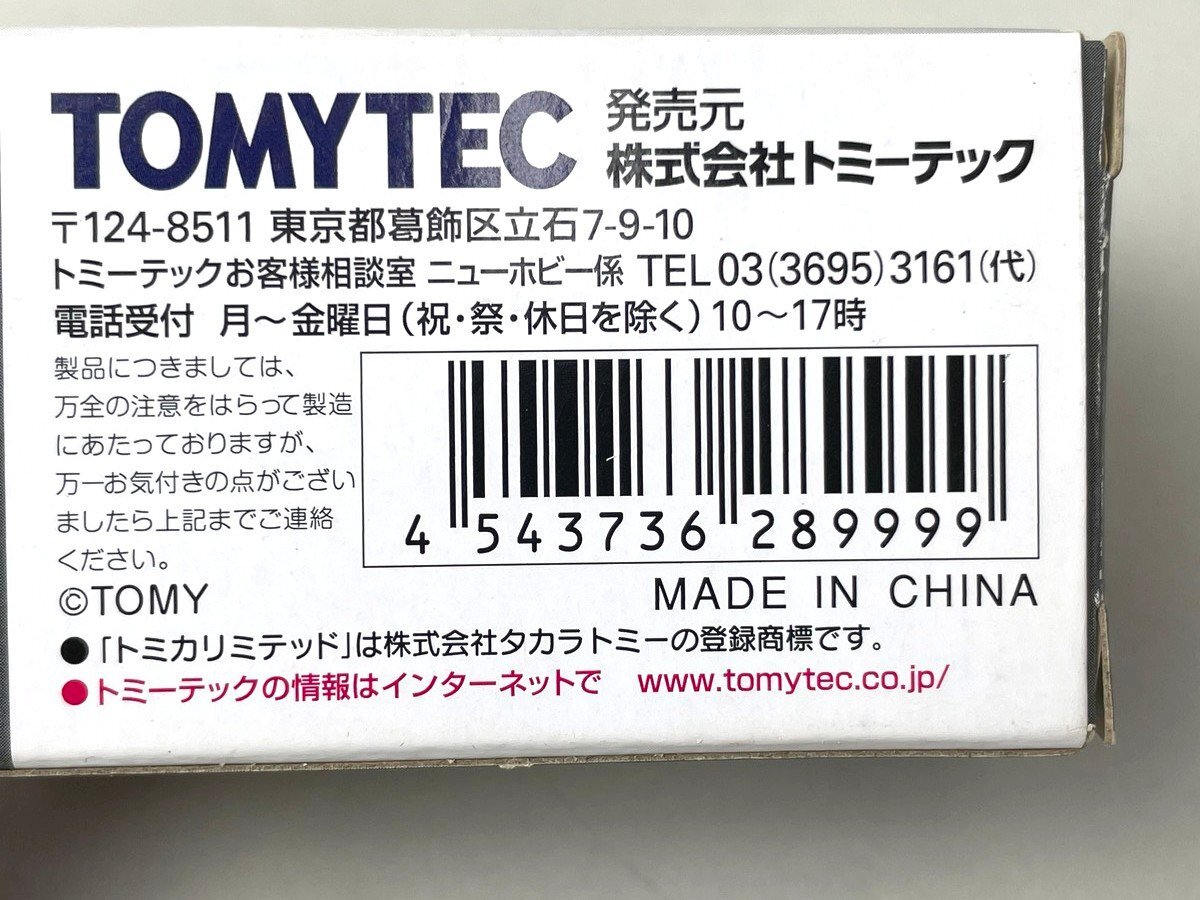 TOMYTEC
発売元
株式会社トミーテック
〒124-8511 東京都葛飾区立石7-9-10
トミーテックお客様相談室 ニューホビー係 TEL 03(3695)3161(代)
電話受付 月～金曜日(祝・祭・休日を除く)10～17時
製品につきましては、
万全の注意をはらって製造
にあたっておりますが、
万一お気付きの点がござい
ましたら上記までご連絡
ください。
4 543736 289999
©TOMY
MADE IN CHINA
●「トミカリミテッド」は株式会社タカラトミーの登録商標です。
●トミーテックの情報はインターネットで www.tomytec.co.jp/